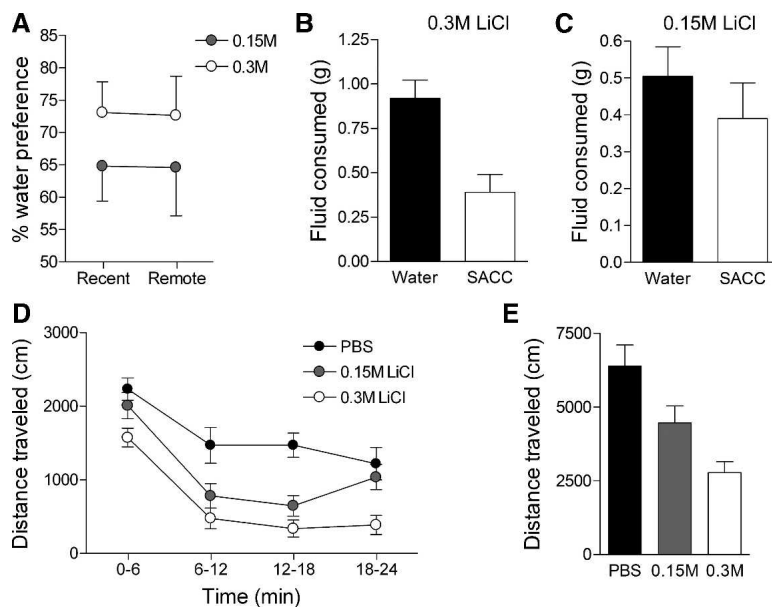 A
0.15M
0.3M
% water preference
85
80
75
70
65
60
55
50
Recent Remote
B
0.3M LiCl
Fluid consumed (g)
1.25
1.00
0.75
0.50
0.25
0.00
Water SACC
C
0.15M LiCl
Fluid consumed (g)
0.6
0.5
0.4
0.3
0.2
0.1
0.0
Water SACC
D
PBS
0.15M LiCl
0.3M LiCl
Distance traveled (cm)
3000
2000
1000
0
0-6 6-12 12-18 18-24
Time (min)
E
Distance traveled (cm)
7500
5000
2500
0
PBS 0.15M 0.3M